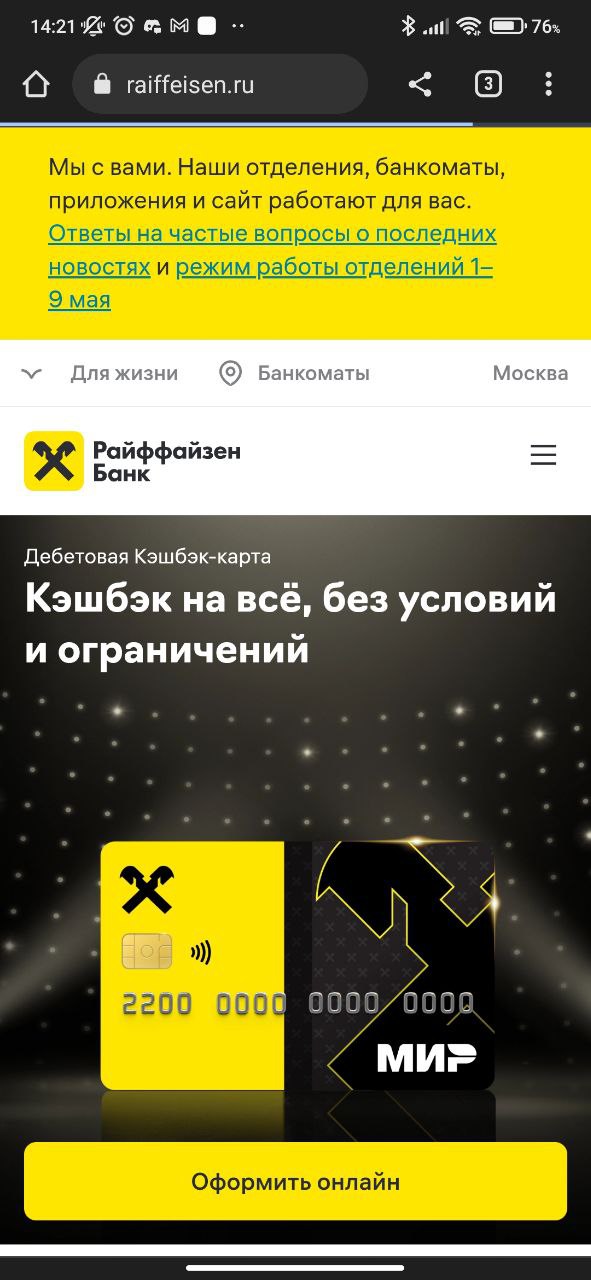 14:21
76%
raiffeisen.ru
3
Мы с вами. Наши отделения, банкоматы,
приложения и сайт работают для вас.
Ответы на частые вопросы о последних
новостях и режим работы отделений 1–
9 мая
Для жизни
Банкоматы
Москва
Райффайзен
Банк
Дебетовая Кэшбэк-карта
Кэшбэк на всё, без условий
и ограничений
2200 0000 0000 0000
МИР
Оформить онлайн